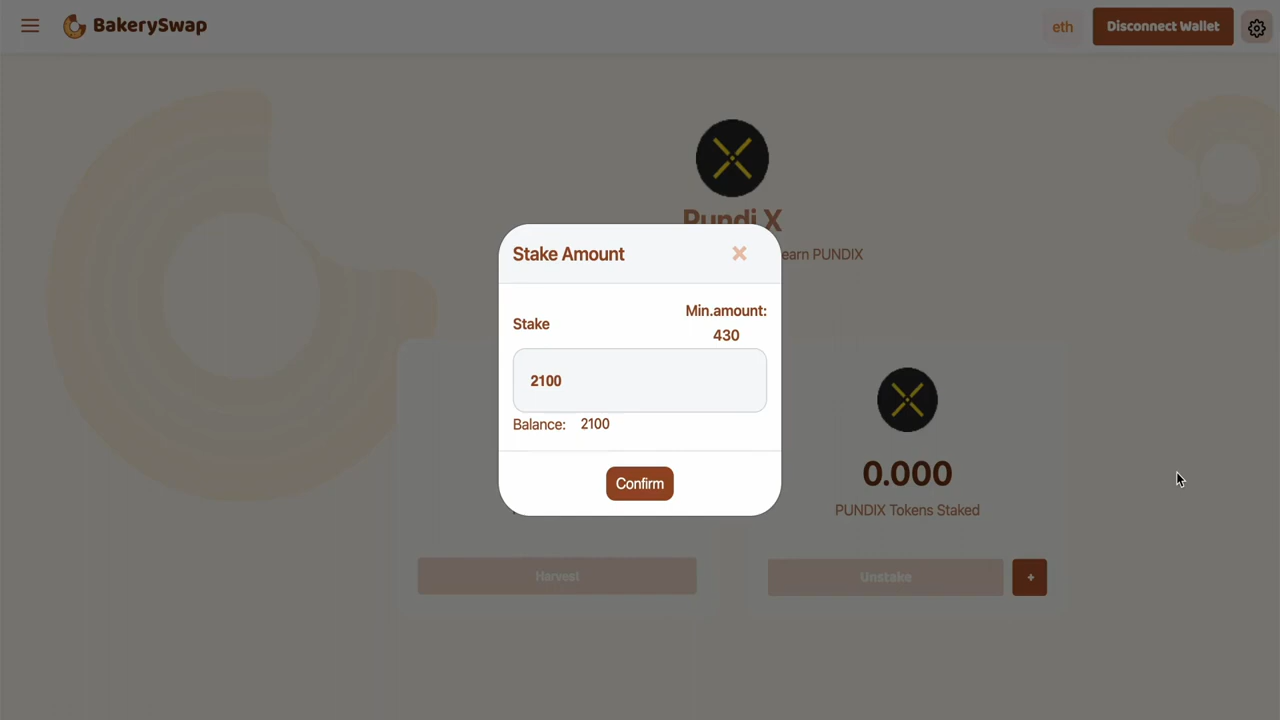 BakerySwap
eth
Disconnect Wallet
Pundi X
earn PUNDIX
Stake Amount
Min.amount:
Stake
430
2100
Balance: 2100
Confirm
0.000
PUNDIX Tokens Staked
Harvest
Unstake
+